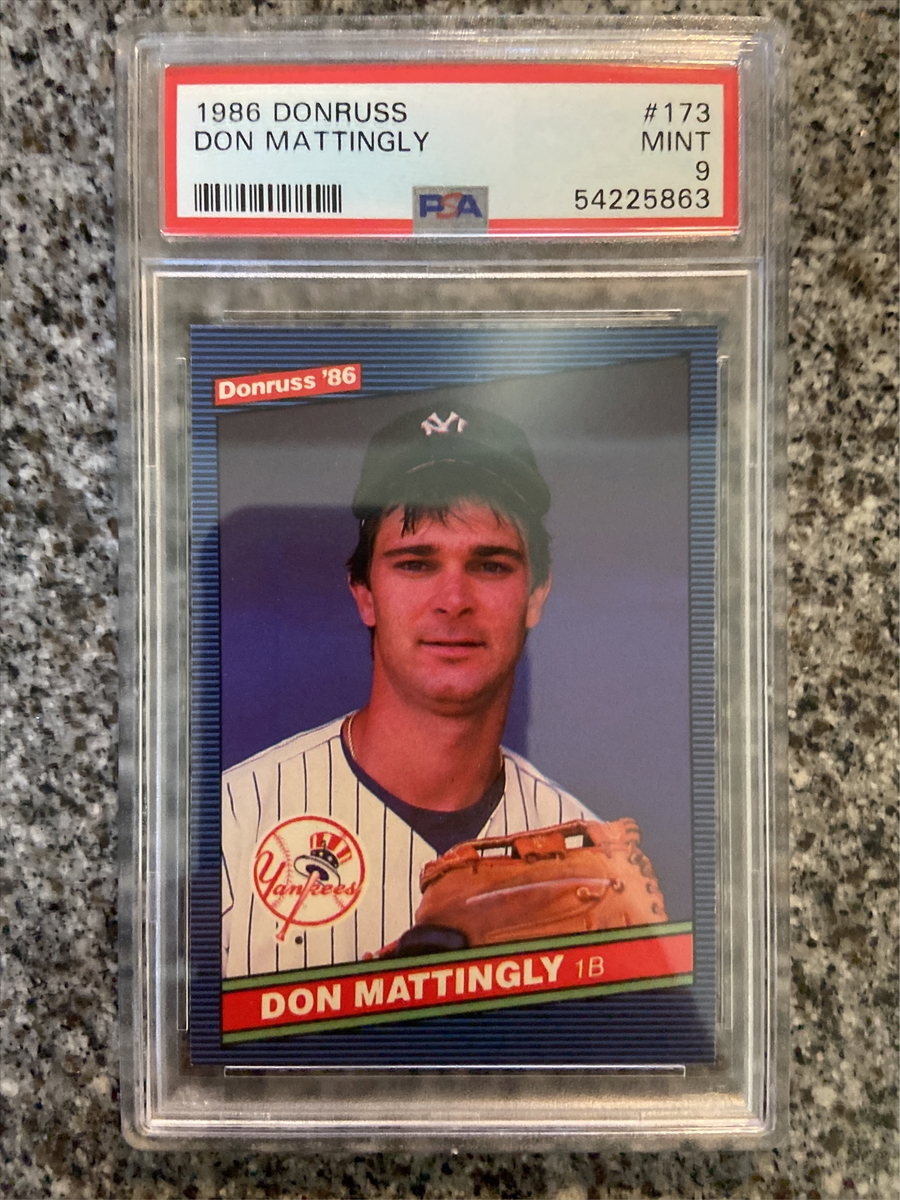 1986 DONRUSS #173
DON MATTINGLY MINT
9
54225863
PSA
Donruss '86
NY
Yankees
DON MATTINGLY 1B